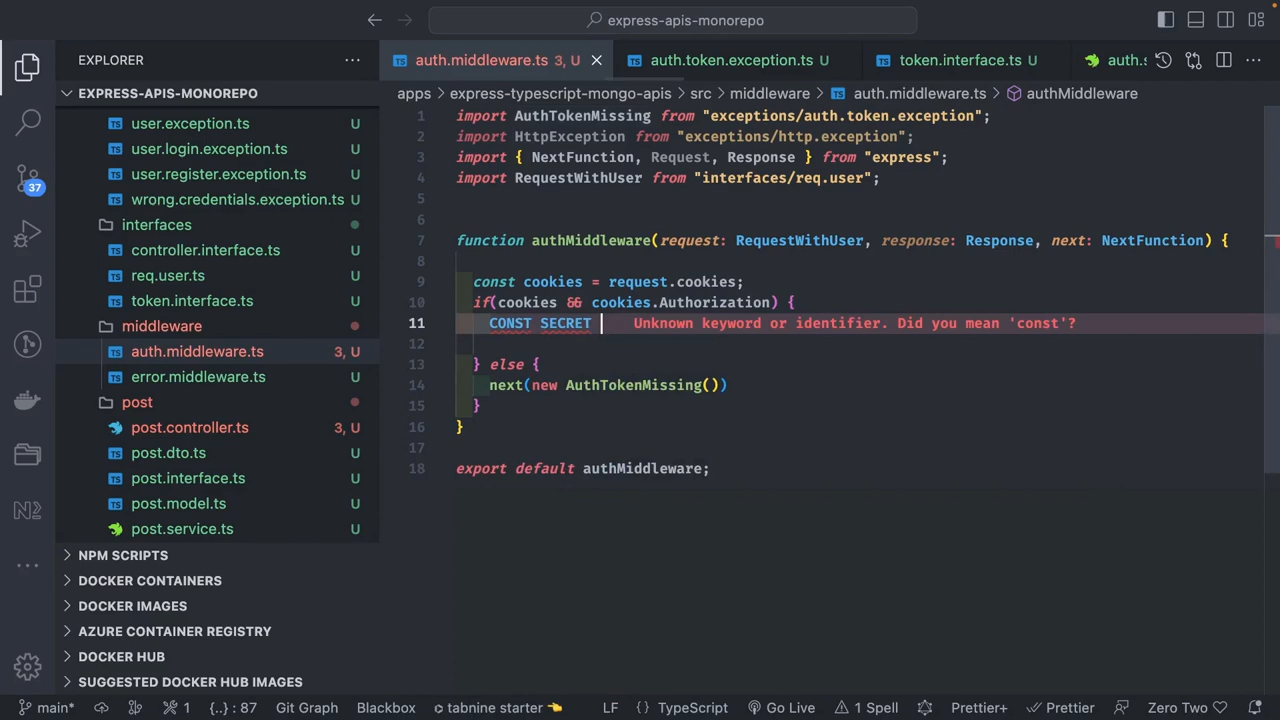 express-apis-monorepo
EXPLORER
auth.middleware.ts 3, U
auth.token.exception.ts U
token.interface.ts U
auth.s
EXPRESS-APIS-MONOREPO
apps > express-typescript-mongo-apis > src > middleware > auth.middleware.ts > authMiddleware
user.exception.ts U
user.login.exception.ts U
user.register.exception.ts U
wrong.credentials.exception.ts U
interfaces
controller.interface.ts U
req.user.ts U
token.interface.ts U
middleware
auth.middleware.ts 3, U
error.middleware.ts U
post
post.controller.ts 3, U
post.dto.ts U
post.interface.ts U
post.model.ts U
post.service.ts U
NPM SCRIPTS
DOCKER CONTAINERS
DOCKER IMAGES
AZURE CONTAINER REGISTRY
DOCKER HUB
SUGGESTED DOCKER HUB IMAGES
37
1 import AuthTokenMissing from "exceptions/auth.token.exception";
2 import HttpException from "exceptions/http.exception";
3 import { NextFunction, Request, Response } from "express";
4 import RequestWithUser from "interfaces/req.user";
5
6
7 function authMiddleware(request: RequestWithUser, response: Response, next: NextFunction) {
8
9 const cookies = request.cookies;
10 if(cookies && cookies.Authorization) {
11 CONST SECRET Unknown keyword or identifier. Did you mean 'const'?
12
13 } else {
14 next(new AuthTokenMissing())
15 }
16 }
17
18 export default authMiddleware;
main* 1 {..} : 87 Git Graph Blackbox tabnine starter LF {} TypeScript Go Live 1 Spell Prettier+ Prettier Zero Two